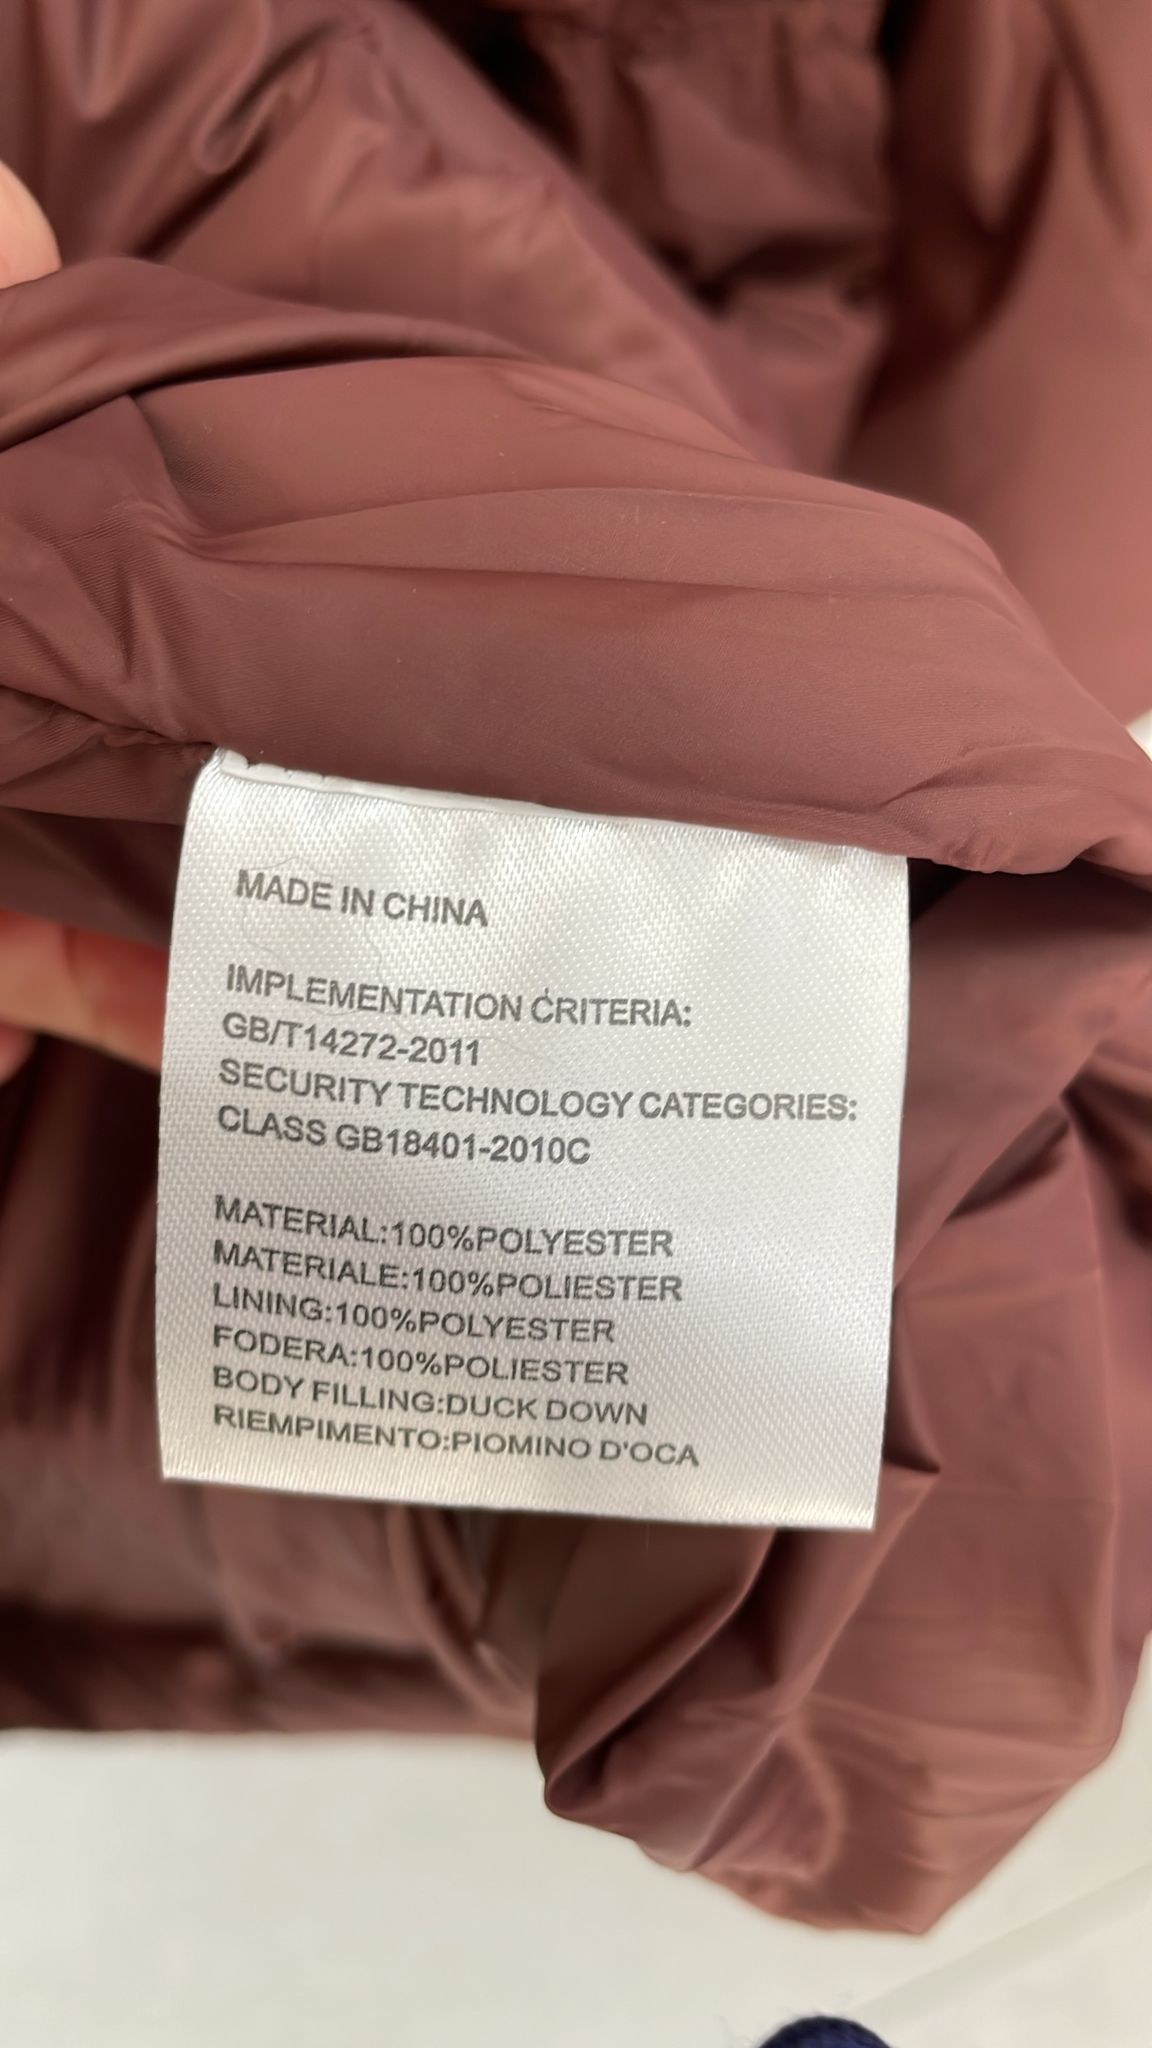 MADE IN CHINA
IMPLEMENTATION CRITERIA:
GB/T14272-2011
SECURITY TECHNOLOGY CATEGORIES:
CLASS GB18401-2010C
MATERIAL:100%POLYESTER
MATERIALE:100%POLIESTER
LINING:100%POLYESTER
FODERA:100%POLIESTER
BODY FILLING:DUCK DOWN
RIEMPIMENTO:PIOMINO D'OCA